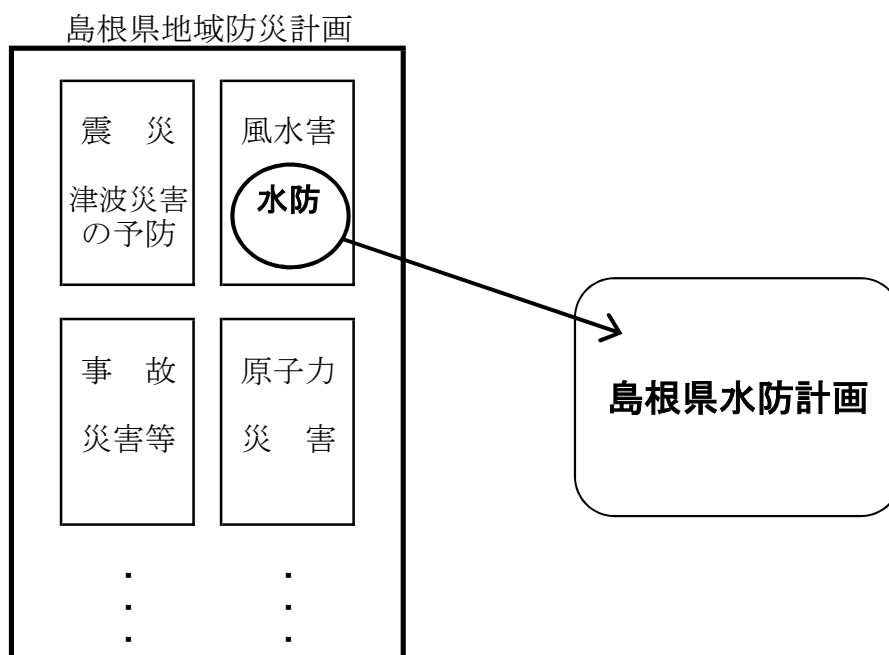 島根県地域防災計画
震　災
津波災害
の予防
風水害
水防
事　故
災害等
原子力
災　害
島根県水防計画
・
・
・
・
・
・